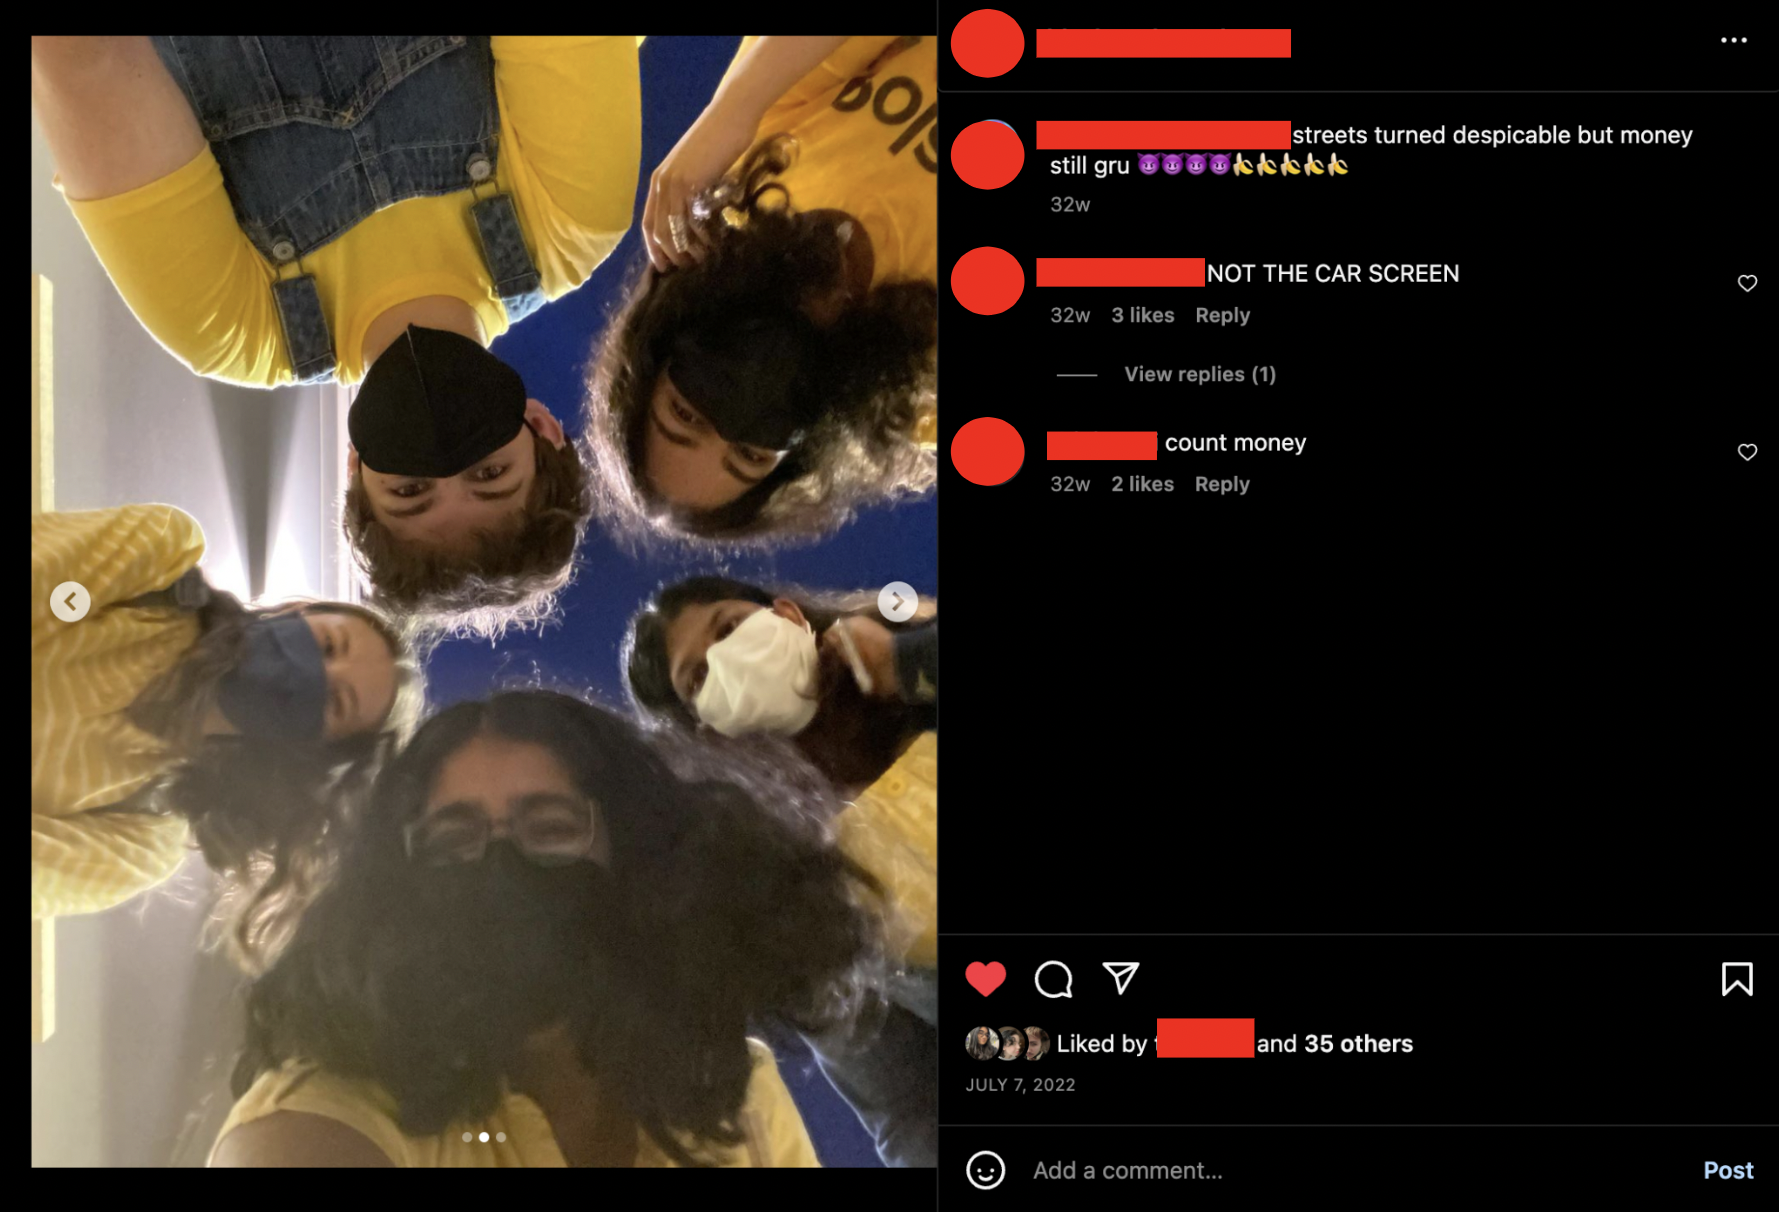 solog
streets turned despicable but money
still gru 😈😈😈😈🍌🍌🍌🍌🍌
32w
NOT THE CAR SCREEN
32w 3 likes Reply
View replies (1)
count money
32w 2 likes Reply
Liked by and 35 others
JULY 7, 2022
Add a comment... Post